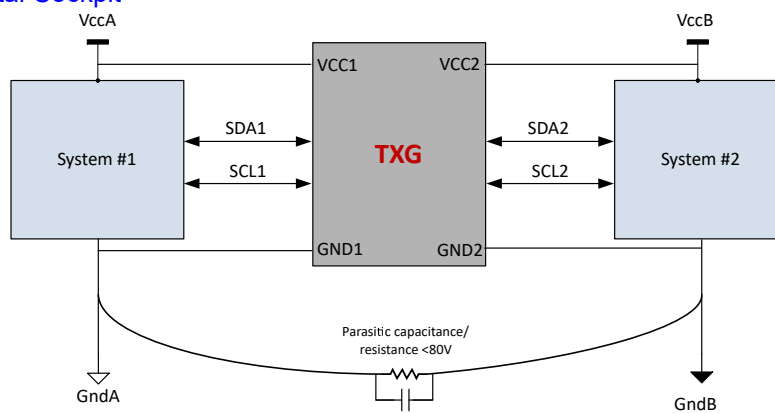 VccA
VccB
VCC1
VCC2
SDA1
SDA2
System #1
TXG
System #2
SCL1
SCL2
GND1
GND2
Parasitic capacitance/
resistance <80V
GndA
GndB